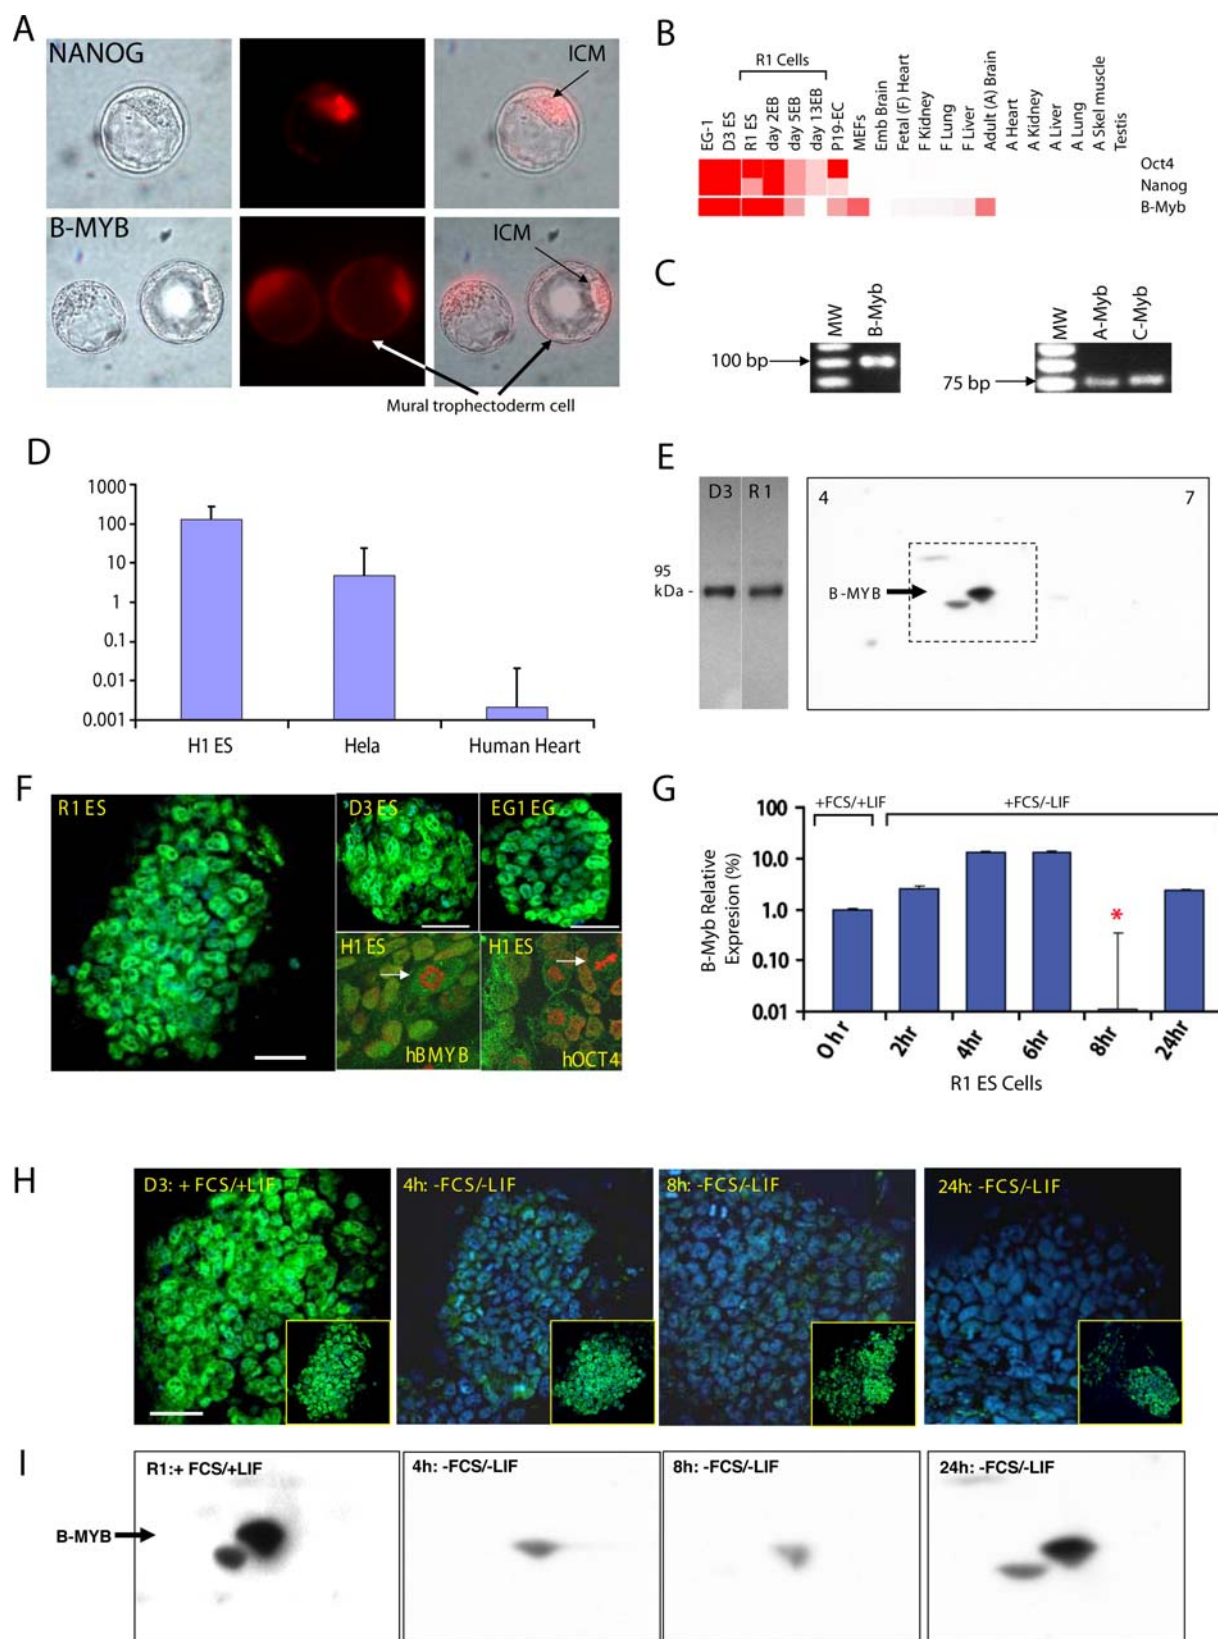 A
NANOG
ICM
B-MYB
ICM
Mural trophectoderm cell
B
R1 Cells
EG-1
D3 ES
R1 ES
day 2EB
day 5EB
day 13EB
P19-EC
MEFs
Emb Brain
Fetal (F) Heart
F Kidney
F Lung
F Liver
Adult (A) Brain
A Heart
A Kidney
A Liver
A Lung
A Skel muscle
Testis
Oct4
Nanog
B-Myb
C
MW
B-Myb
100 bp
MW
A-Myb
C-Myb
75 bp
D
1000
100
10
1
0.1
0.01
0.001
H1 ES
Hela
Human Heart
E
D3 R1
95
kDa -
4
7
B-MYB
F
R1 ES
D3 ES
EG1 EG
H1 ES
hBMYB
H1 ES
hOCT4
G
+FCS/+LIF
+FCS/-LIF
B-Myb Relative
Expresion (%)
100
10.0
1.0
0.10
0.01
*
0 hr
2hr
4hr
6hr
8hr
24hr
R1 ES Cells
H
D3: + FCS/+LIF
4h: -FCS/-LIF
8h: -FCS/-LIF
24h: -FCS/-LIF
I
R1:+ FCS/+LIF
4h: -FCS/-LIF
8h: -FCS/-LIF
24h: -FCS/-LIF
B-MYB